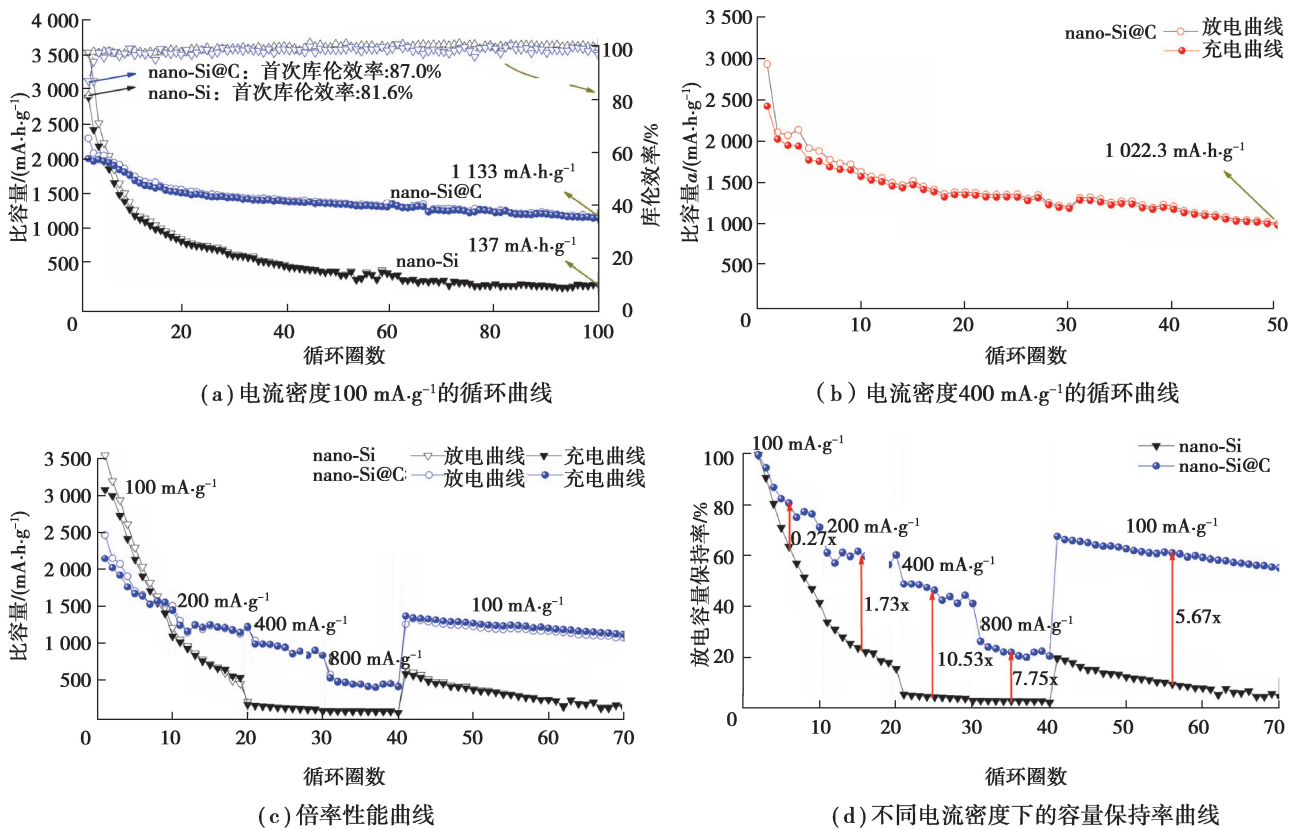 4 000
3 500
3 000
2 500
2 000
1 500
1 000
500
0
比容量/(mA·h·g⁻¹)
nano-Si@C:首次库伦效率:87.0%
nano-Si:首次库伦效率:81.6%
1 133 mA·h·g⁻¹
nano-Si@C
137 mA·h·g⁻¹
nano-Si
100
80
60
40
20
0
库伦效率/%
20 40 60 80 100
循环圈数
(a)电流密度100 mA·g⁻¹的循环曲线
3 500
3 000
2 500
2 000
1 500
1 000
500
0
比容量a/(mA·h·g⁻¹)
nano-Si@C 放电曲线
充电曲线
1 022.3 mA·h·g⁻¹
10 20 30 40 50
循环圈数
(b)电流密度400 mA·g⁻¹的循环曲线
3 500
3 000
2 500
2 000
1 500
1 000
500
0
比容量/(mA·h·g⁻¹)
nano-Si 放电曲线 充电曲线
nano-Si@C 放电曲线 充电曲线
100 mA·g⁻¹
200 mA·g⁻¹
400 mA·g⁻¹
800 mA·g⁻¹
100 mA·g⁻¹
10 20 30 40 50 60 70
循环圈数
(c)倍率性能曲线
100
80
60
40
20
0
放电容量保持率/%
nano-Si
nano-Si@C
100 mA·g⁻¹
0.27x
200 mA·g⁻¹
1.73x
400 mA·g⁻¹
10.53x
800 mA·g⁻¹
7.75x
100 mA·g⁻¹
5.67x
10 20 30 40 50 60 70
循环圈数
(d)不同电流密度下的容量保持率曲线